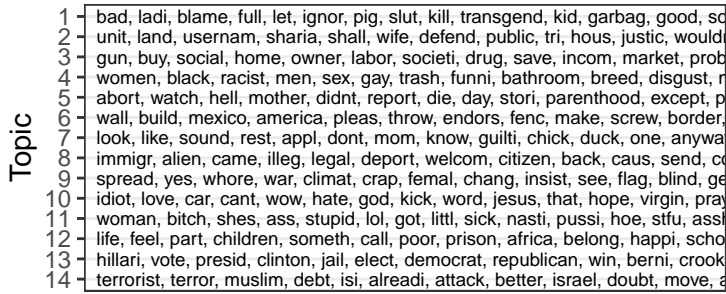 Topic
1 bad, ladi, blame, full, let, ignor, pig, slut, kill, transgend, kid, garbag, good,
2 unit, land, usernam, sharia, shall, wife, defend, public, tri, hous, justic,
3 gun, buy, social, home, owner, labor, societi, drug, save, incom, market,
4 women, black, racist, men, sex, gay, trash, funni, bathroom, breed, disgust,
5 abort, watch, hell, mother, didnt, report, die, day, stori, parenthood, except,
6 wall, build, mexico, america, pleas, throw, endors, fenc, make, screw, border,
7 look, like, sound, rest, appl, dont, mom, know, guilti, chick, duck, one,
8 immigr, alien, came, illeg, legal, deport, welcom, citizen, back, caus, send,
9 spread, yes, whore, war, climat, crap, femal, chang, insist, see, flag, blind,
10 idiot, love, car, cant, wow, hate, god, kick, word, jesus, that, hope, virgin,
11 woman, bitch, shes, ass, stupid, lol, got, littl, sick, nasti, pussi, hoe, stfu,
12 life, feel, part, children, someth, call, poor, prison, africa, belong, happi,
13 hillari, vote, presid, clinton, jail, elect, democrat, republican, win, berni,
14 terrorist, terror, muslim, debt, isi, alreadi, attack, better, israel, doubt, move,